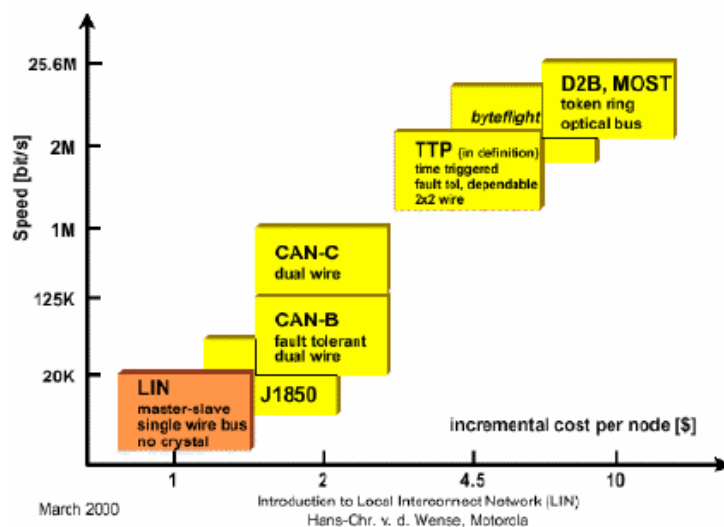 Speed [bit/s]
25.6M
2M
1M
125K
20K
D2B, MOST
token ring
optical bus
byteflight
TTP (in definition)
time triggered
fault tol, dependable
2x2 wire
CAN-C
dual wire
CAN-B
fault tolerant
dual wire
J1850
LIN
master-slave
single wire bus
no crystal
incremental cost per node [$]
1
2
4.5
10
March 2000
Introduction to Local Interconnect Network (LIN)
Hans-Chr. v. d. Wense, Motorola